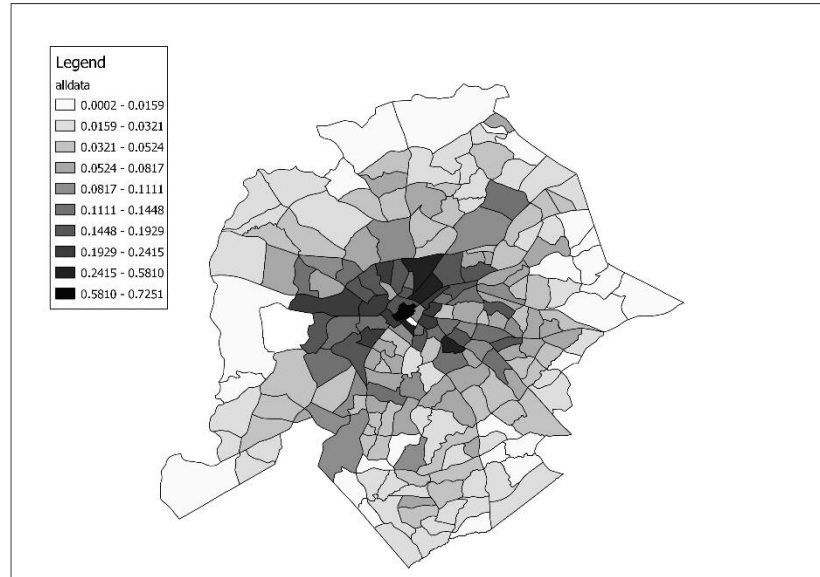 Legend
alldata
0.0002 - 0.0159
0.0159 - 0.0321
0.0321 - 0.0524
0.0524 - 0.0817
0.0817 - 0.1111
0.1111 - 0.1448
0.1448 - 0.1929
0.1929 - 0.2415
0.2415 - 0.5810
0.5810 - 0.7251